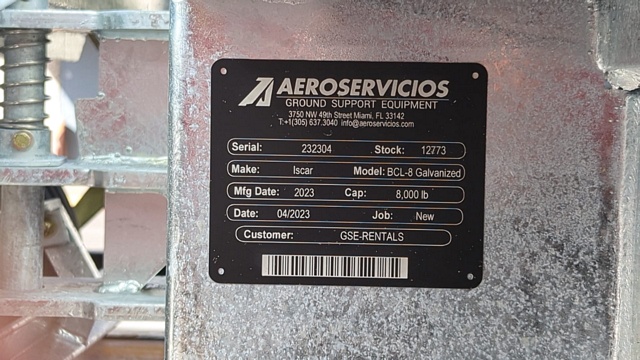 AEROSERVICIOS
GROUND SUPPORT EQUIPMENT
3750 NW 49th Street Miami, FL 33142
T:+1(305) 637.3040 info@aeroservicios.com
Serial: 232304 Stock: 12773
Make: Iscar Model: BCL-8 Galvanized
Mfg Date: 2023 Cap: 8,000 lb
Date: 04/2023 Job: New
Customer: GSE-RENTALS